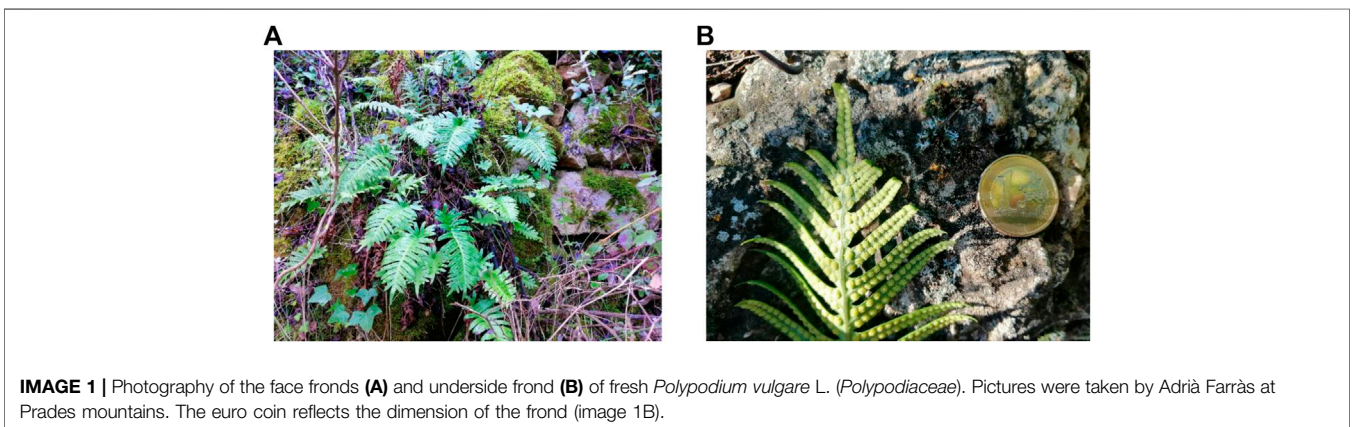 A
B
IMAGE 1 | Photography of the face fronds (A) and underside frond (B) of fresh Polypodium vulgare L. (Polypodiaceae). Pictures were taken by Adrià Farràs at
Prades mountains. The euro coin reflects the dimension of the frond (image 1B).